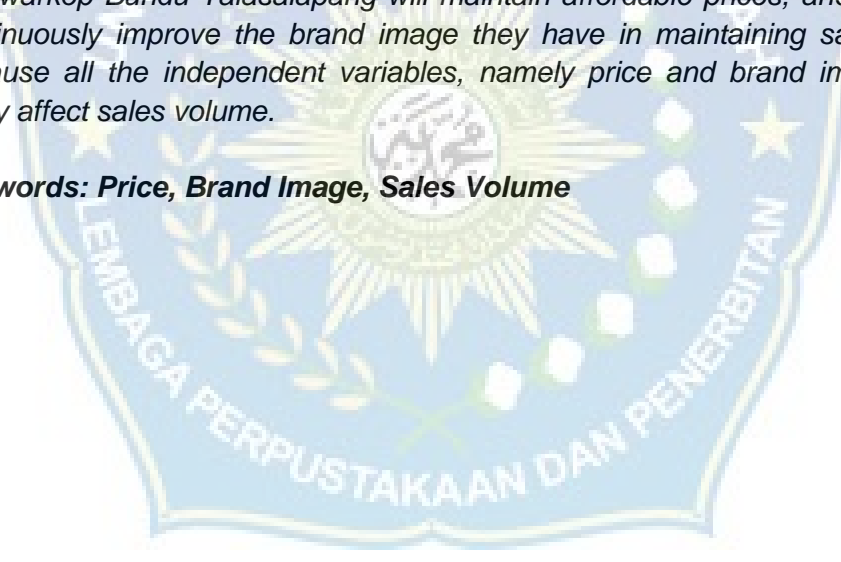 Talasalapang will maintain affordable prices,
tinuously improve the brand image they have in maintaining sa
use all the independent variables, namely price and brand im
y affect sales volume.
words: Price, Brand Image, Sales Volume
LEMBAGA PERPUSTAKAAN DAN PENERBITAN